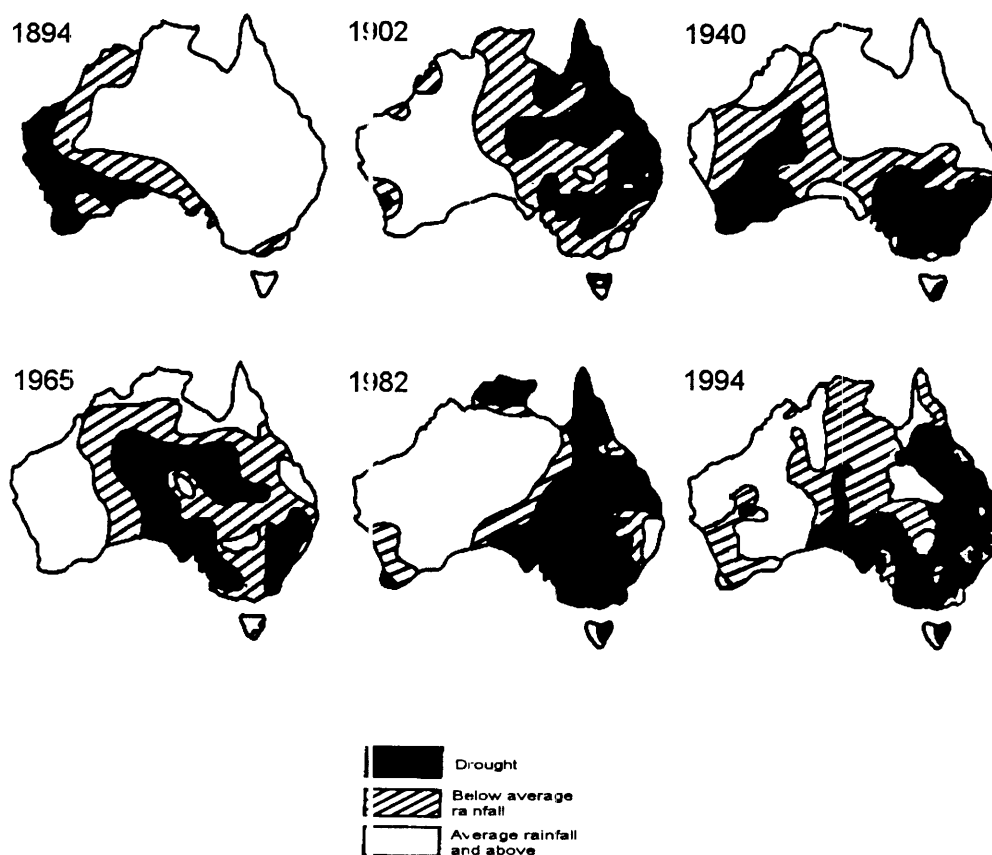 1894
1902
1940
1965
1982
1994
Drought
Below average
rainfall
Average rainfall
and above